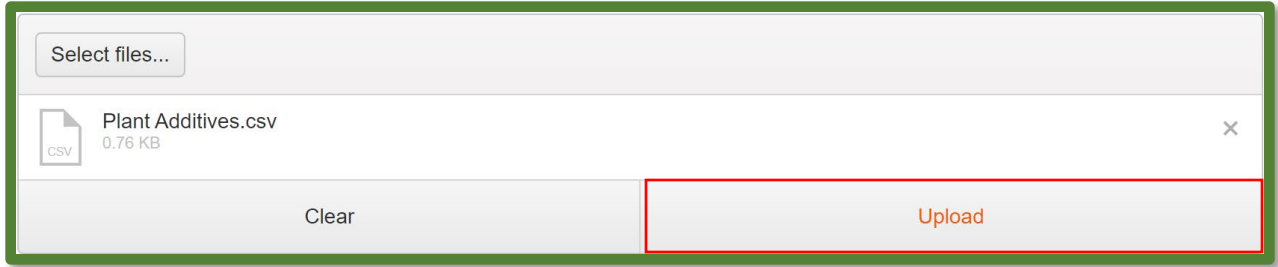 Select files...
Plant Additives.csv
CSV
0.76 KB
Clear
Upload